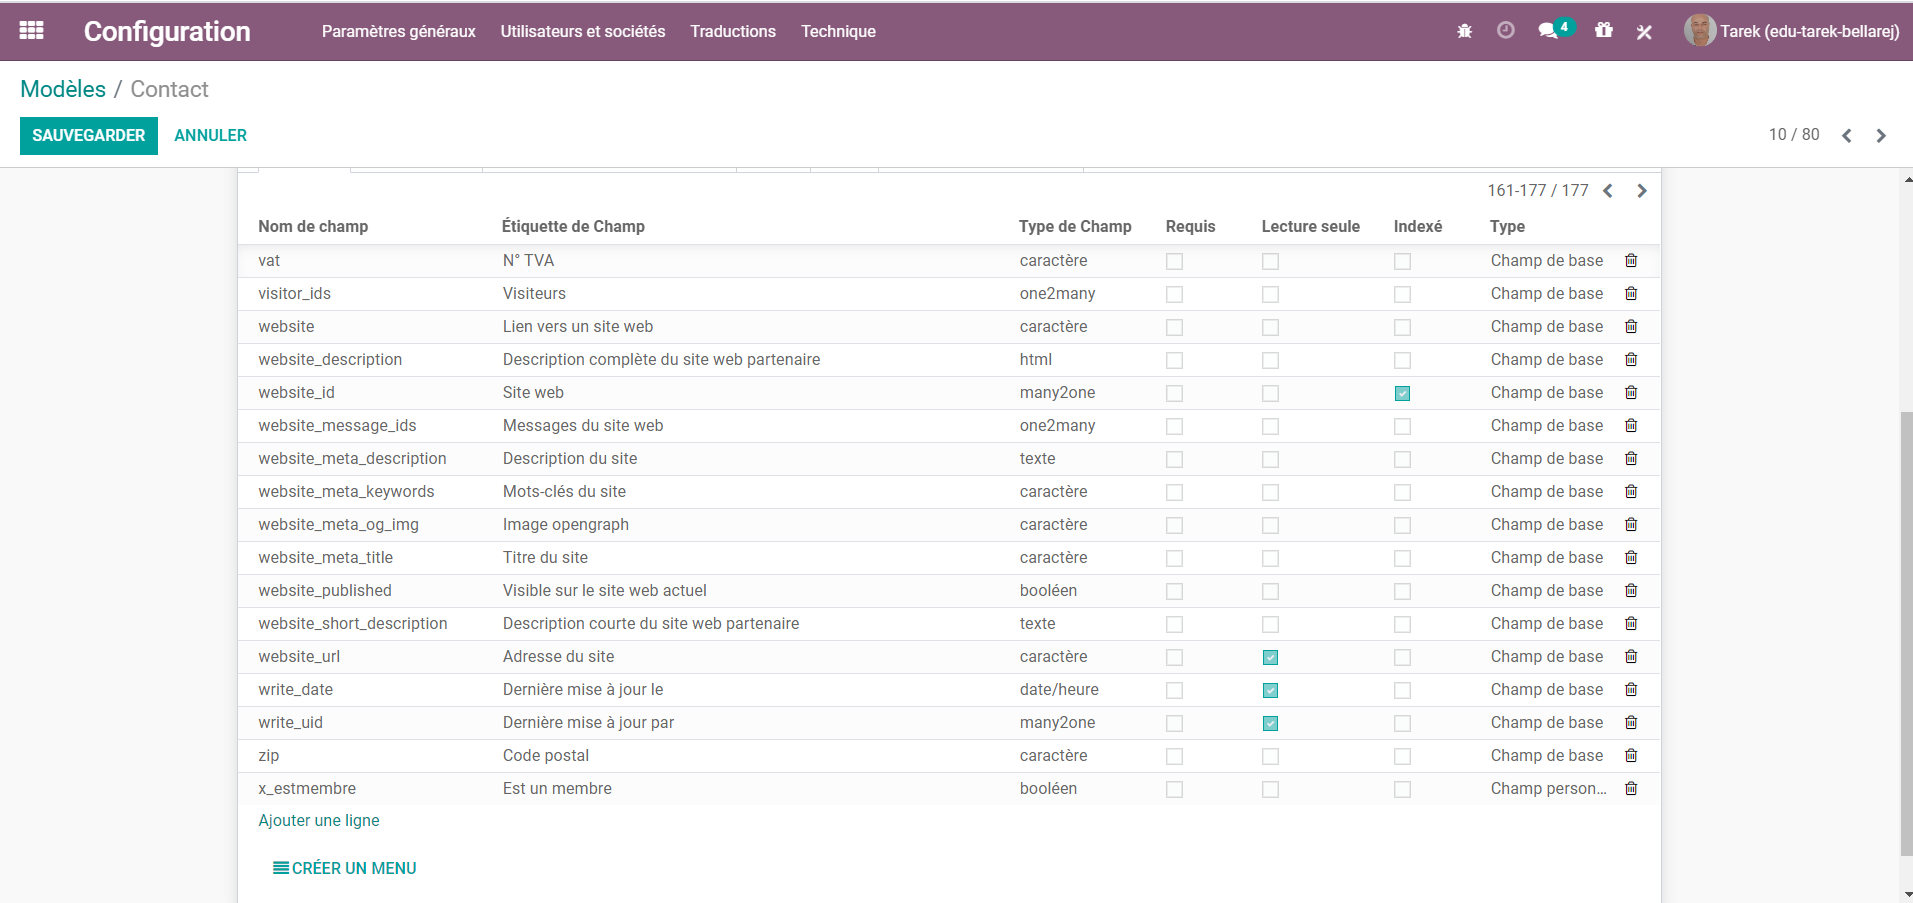 Configuration Paramètres généraux Utilisateurs et sociétés Traductions Technique 4 Tarek (edu-tarek-bellarej)
Modèles / Contact
SAUVEGARDER ANNULER 10 / 80
161-177 / 177
Nom de champ Étiquette de Champ Type de Champ Requis Lecture seule Indexé Type
vat N° TVA caractère Champ de base
visitor_ids Visiteurs one2many Champ de base
website Lien vers un site web caractère Champ de base
website_description Description complète du site web partenaire html Champ de base
website_id Site web many2one Champ de base
website_message_ids Messages du site web one2many Champ de base
website_meta_description Description du site texte Champ de base
website_meta_keywords Mots-clés du site caractère Champ de base
website_meta_og_img Image opengraph caractère Champ de base
website_meta_title Titre du site caractère Champ de base
website_published Visible sur le site web actuel booléen Champ de base
website_short_description Description courte du site web partenaire texte Champ de base
website_url Adresse du site caractère Champ de base
write_date Dernière mise à jour le date/heure Champ de base
write_uid Dernière mise à jour par many2one Champ de base
zip Code postal caractère Champ de base
x_estmembre Est un membre booléen Champ person...
Ajouter une ligne
CRÉER UN MENU